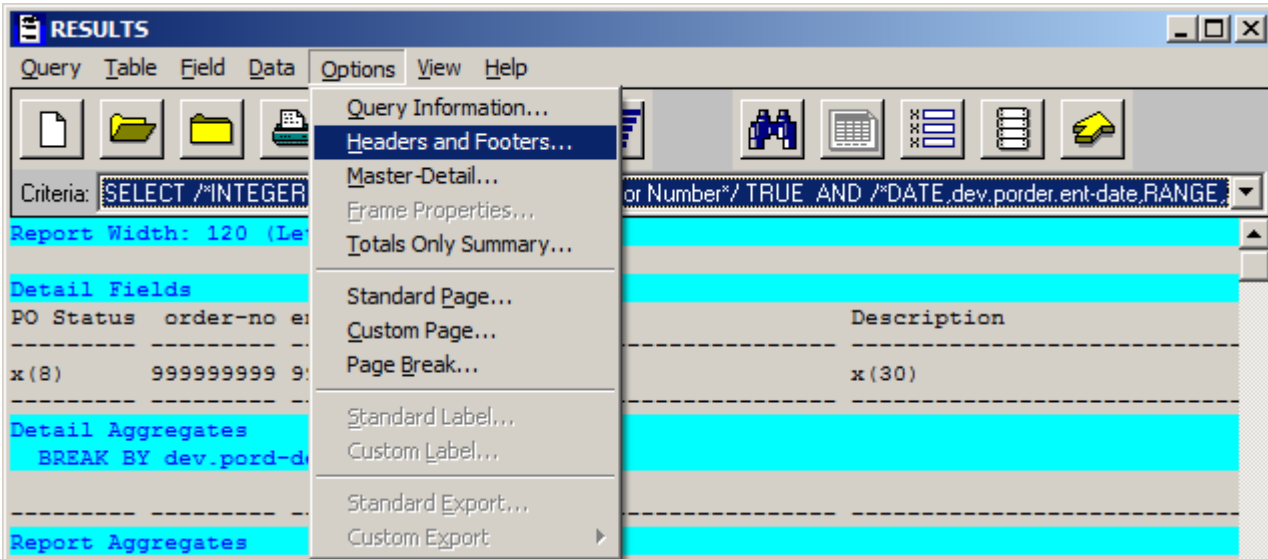 RESULTS
Query Table Field Data Options View Help
Query Information...
Headers and Footers...
Master-Detail...
Frame Properties...
Totals Only Summary...
Standard Page...
Custom Page...
Page Break...
Standard Label...
Custom Label...
Standard Export...
Custom Export
Criteria: SELECT /*INTEGER or Number*/ TRUE AND /*DATE,dev.porder.ent-date,RANGE,
Report Width: 120 (Le
Detail Fields
PO Status order-no Description
--------- --------- ------------------------------
x(8) 999999999 x(30)
--------- --------- ------------------------------
Detail Aggregates
BREAK BY dev.pord-d
--------- --------- ------------------------------
Report Aggregates